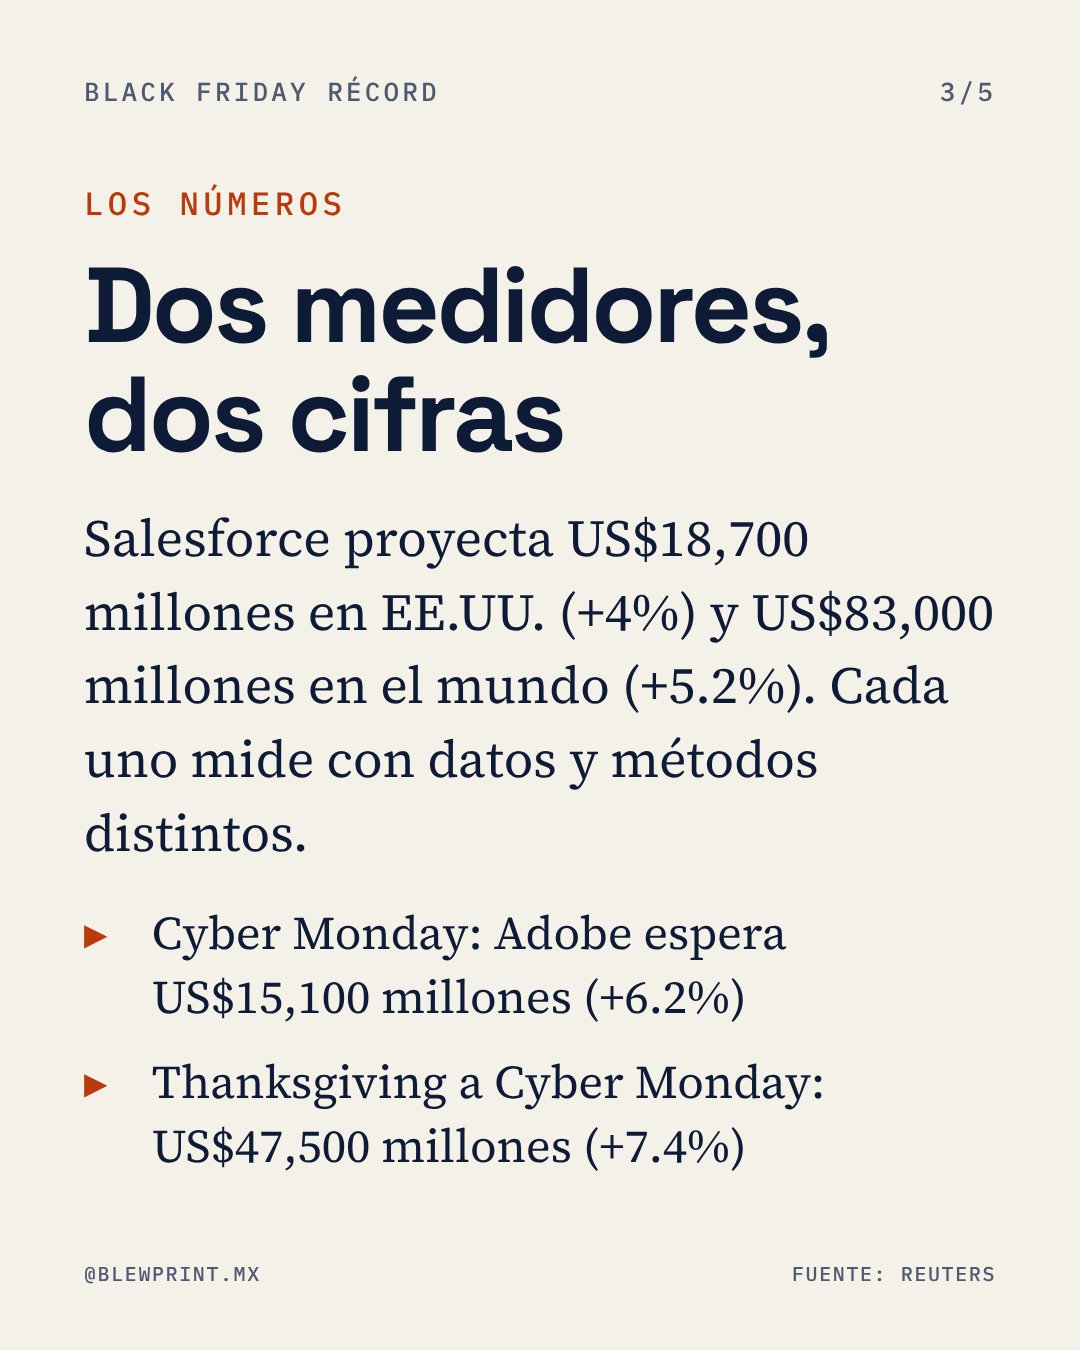 BLACK FRIDAY RÉCORD
3/5
LOS NÚMEROS
Dos medidores,
dos cifras
Salesforce proyecta US$18,700
millones en EE.UU. (+4%) y US$83,000
millones en el mundo (+5.2%). Cada
uno mide con datos y métodos
distintos.
▶ Cyber Monday: Adobe espera
US$15,100 millones (+6.2%)
▶ Thanksgiving a Cyber Monday:
US$47,500 millones (+7.4%)
@BLEWPRINT.MX
FUENTE: REUTERS